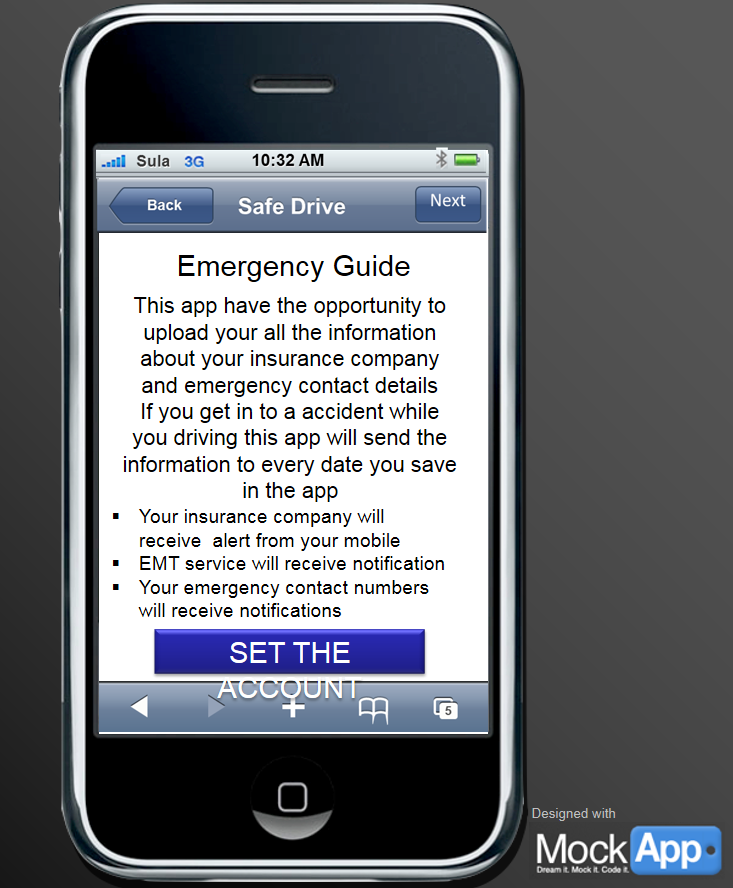 Sula 3G 10:32 AM
Back Safe Drive Next
Emergency Guide
This app have the opportunity to
upload your all the information
about your insurance company
and emergency contact details
If you get in to a accident while
you driving this app will send the
information to every date you save
in the app
▪ Your insurance company will
receive alert from your mobile
▪ EMT service will receive notification
▪ Your emergency contact numbers
will receive notifications
SET THE
ACCOUNT
5
Designed with
MockApp
Dream it. Mock it. Code it.